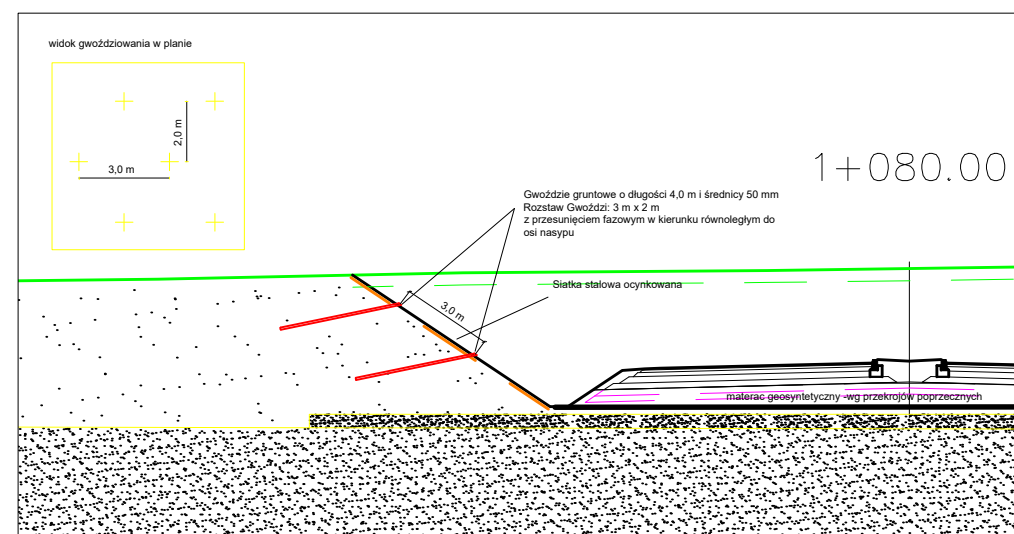 widok gwoździowania w planie
2,0 m
3,0 m
1+080.00
Gwoździe gruntowe o długości 4,0 m i średnicy 50 mm
Rozstaw Gwoździ: 3 m x 2 m
z przesunięciem fazowym w kierunku równoległym do
osi nasypu
Siatka stalowa ocynkowana
3,0 m
materac geosyntetyczny -wg przekrojów poprzecznych